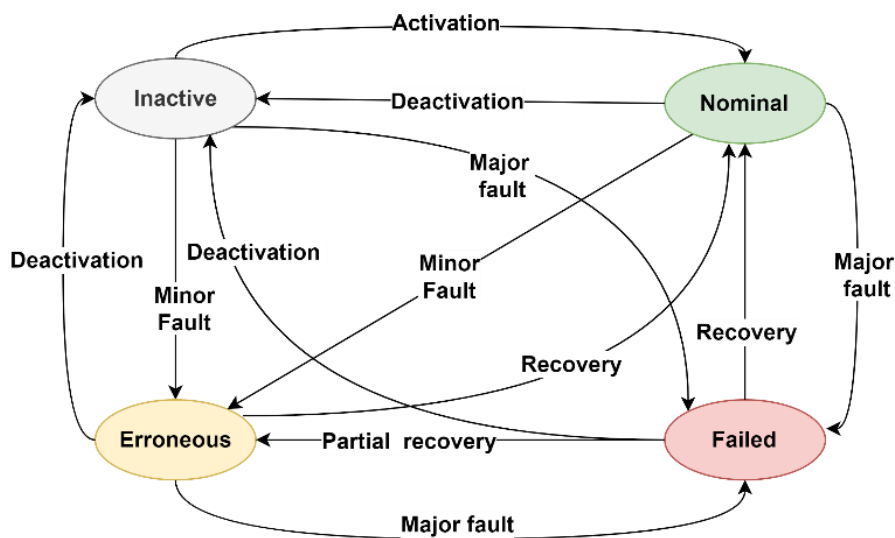 Activation
Inactive
Deactivation
Nominal
Major
fault
Deactivation
Deactivation
Minor
Fault
Minor
Fault
Major
fault
Recovery
Recovery
Erroneous
Partial recovery
Failed
Major fault